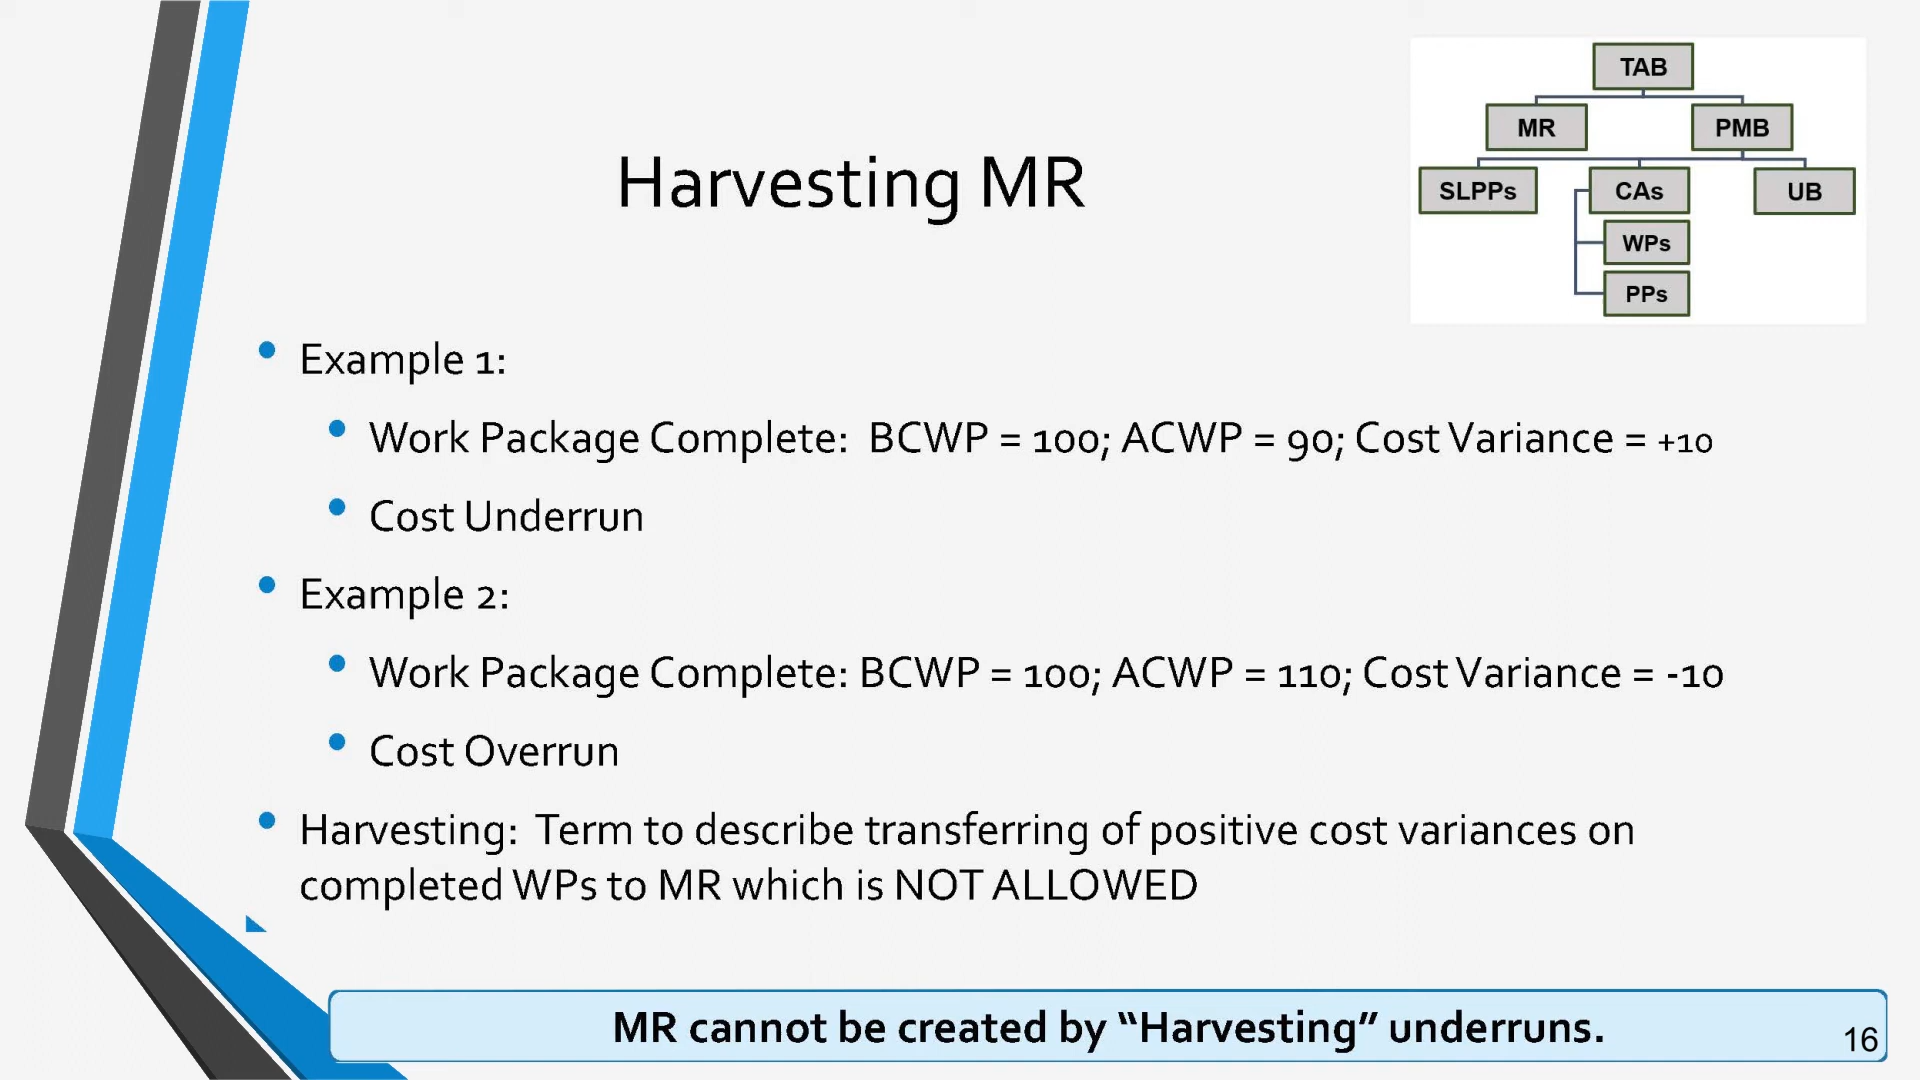 TAB
MR PMB
SLPPs CAs UB
WPs
PPs
Harvesting MR
Example 1:
Work Package Complete: BCWP = 100; ACWP = 90; Cost Variance = +10
Cost Underrun
Example 2:
Work Package Complete: BCWP = 100; ACWP = 110; Cost Variance = -10
Cost Overrun
Harvesting: Term to describe transferring of positive cost variances on
completed WPs to MR which is NOT ALLOWED
MR cannot be created by “Harvesting” underruns.
16